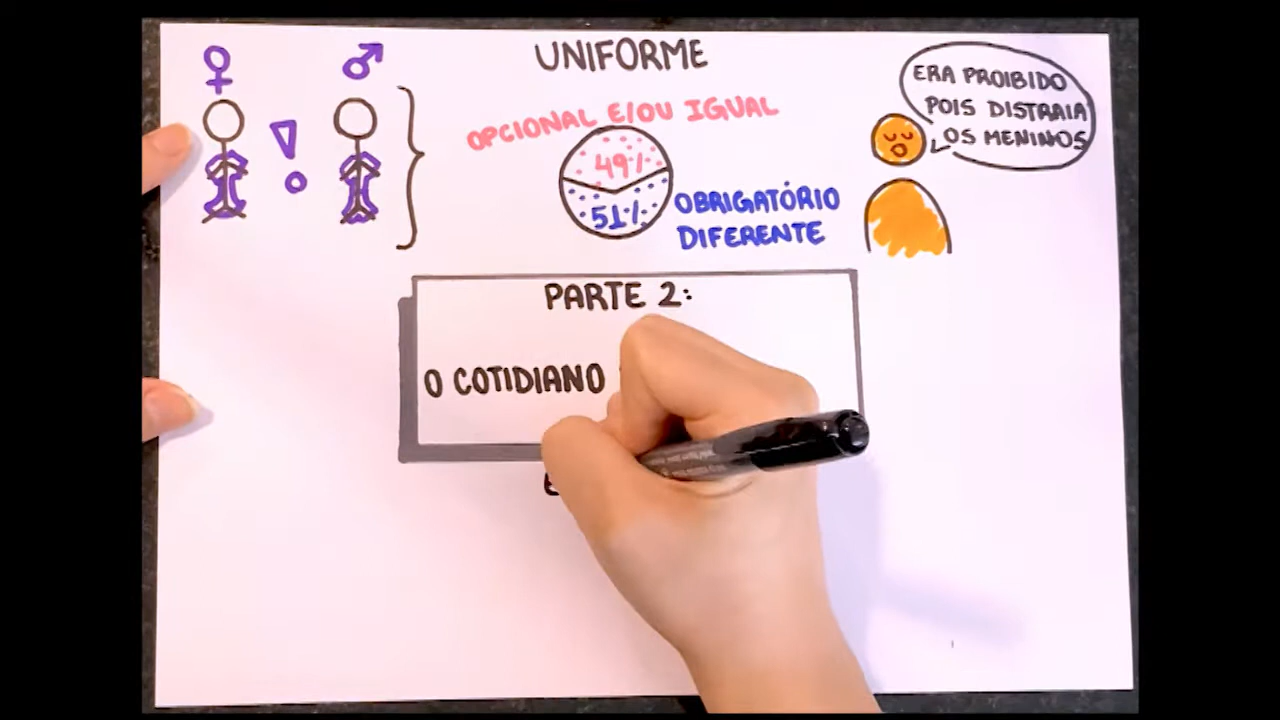 UNIFORME
OPCIONAL E/OU IGUAL
49%
51%
OBRIGATÓRIO
DIFERENTE
ERA PROIBIDO
POIS DISTRAIA
OS MENINOS
PARTE 2:
O COTIDIANO